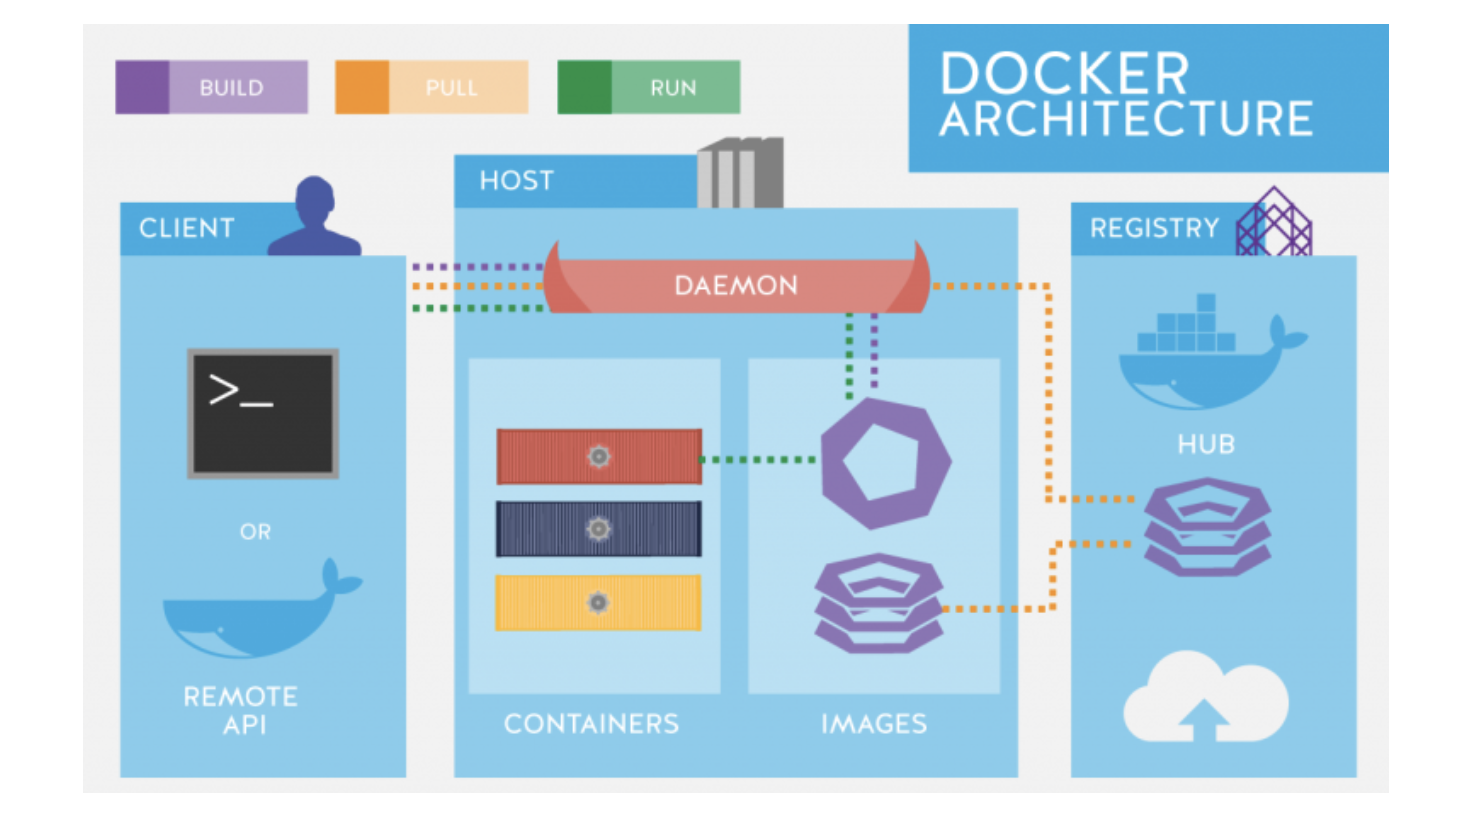 BUILD
PULL
RUN
DOCKER
ARCHITECTURE
CLIENT
>_
OR
REMOTE
API
HOST
DAEMON
CONTAINERS
IMAGES
REGISTRY
HUB